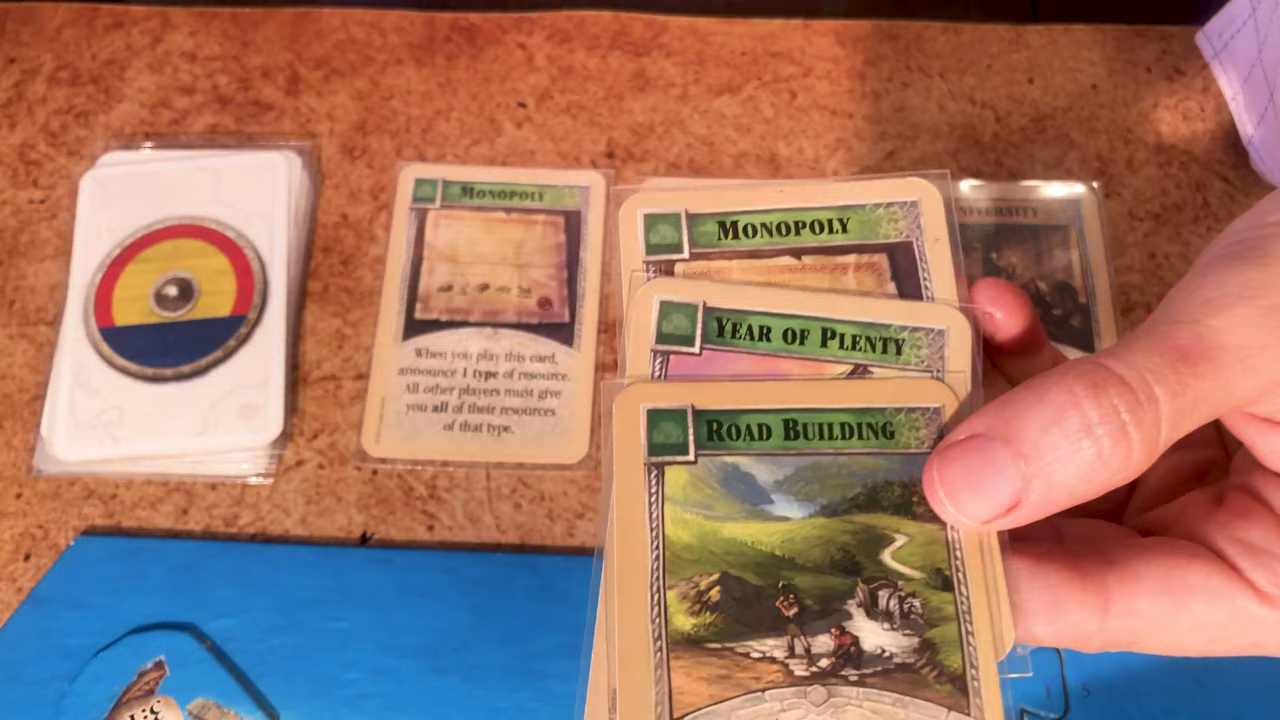 MONOPOLY
When you play this card,
announce 1 type of resource.
All other players must give
you all of their resources
of that type.
MONOPOLY
YEAR OF PLENTY
ROAD BUILDING
NIVERSITY